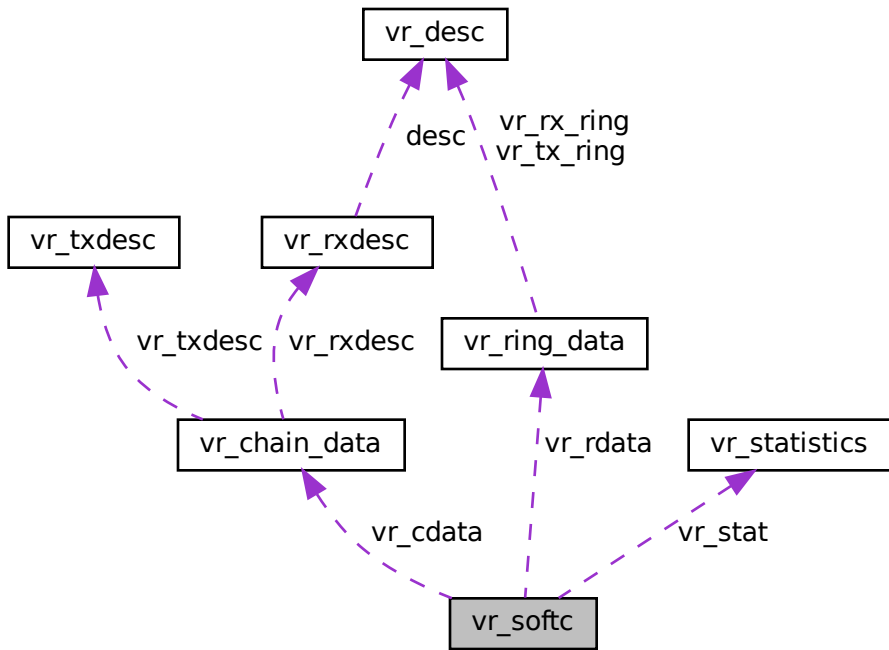 vr_desc
desc
vr_rx_ring
vr_tx_ring
vr_txdesc
vr_rxdesc
vr_txdesc
vr_rxdesc
vr_ring_data
vr_chain_data
vr_rdata
vr_statistics
vr_cdata
vr_stat
vr_softc